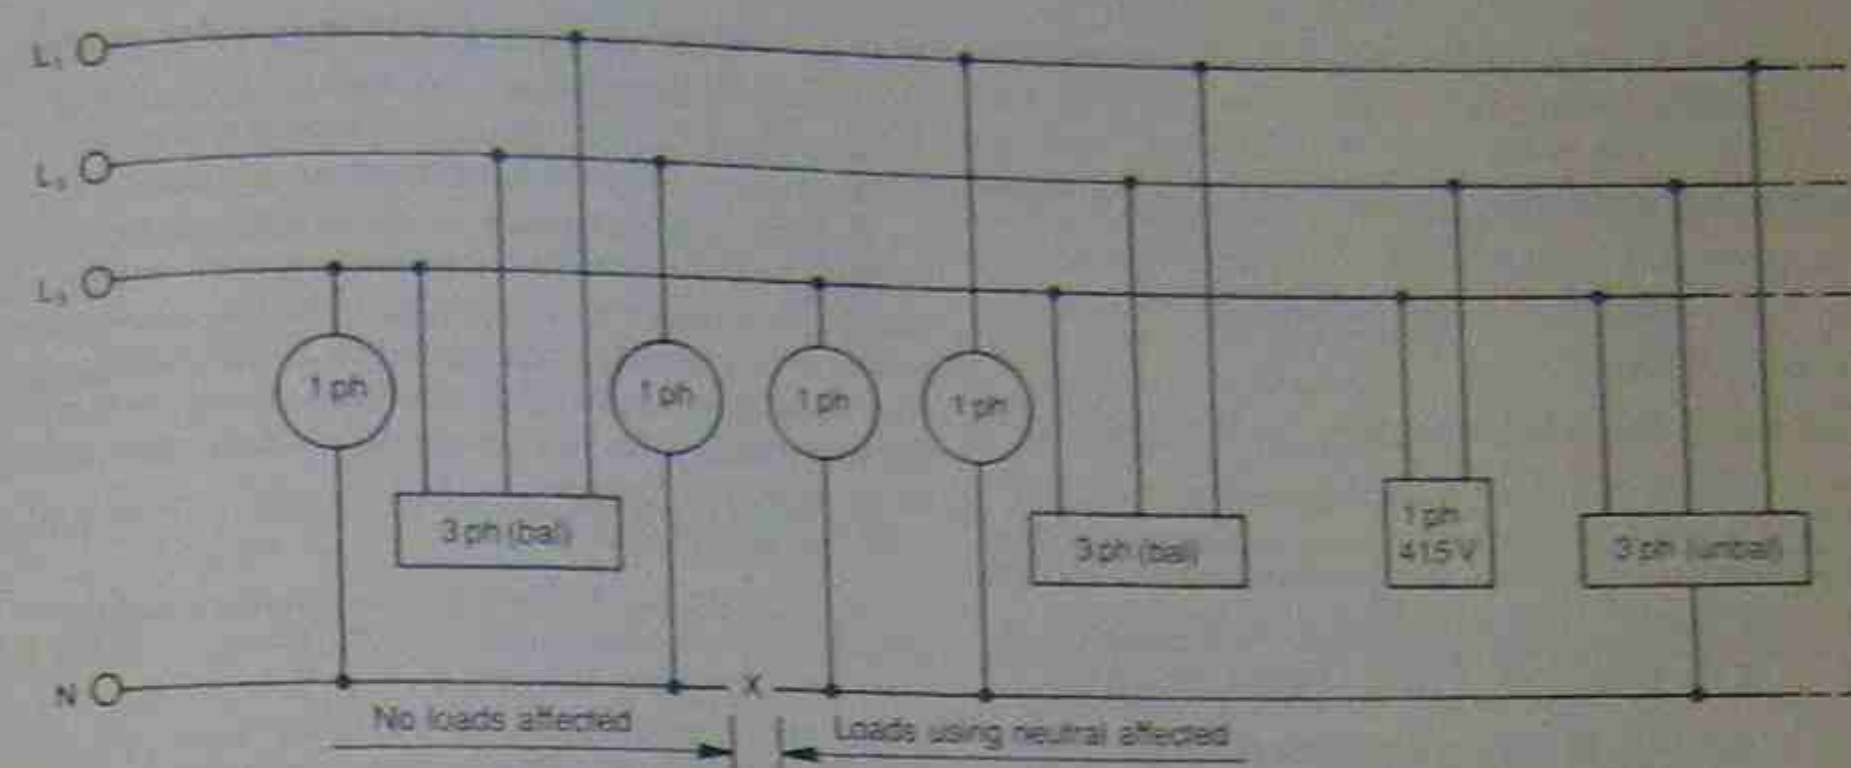 L₁
L₂
L₃
1 ph
1 ph
1 ph
1 ph
3 ph (bal)
3 ph (bal)
1 ph
415 V
3 ph (unbal)
N
X
No loads affected
Loads using neutral affected